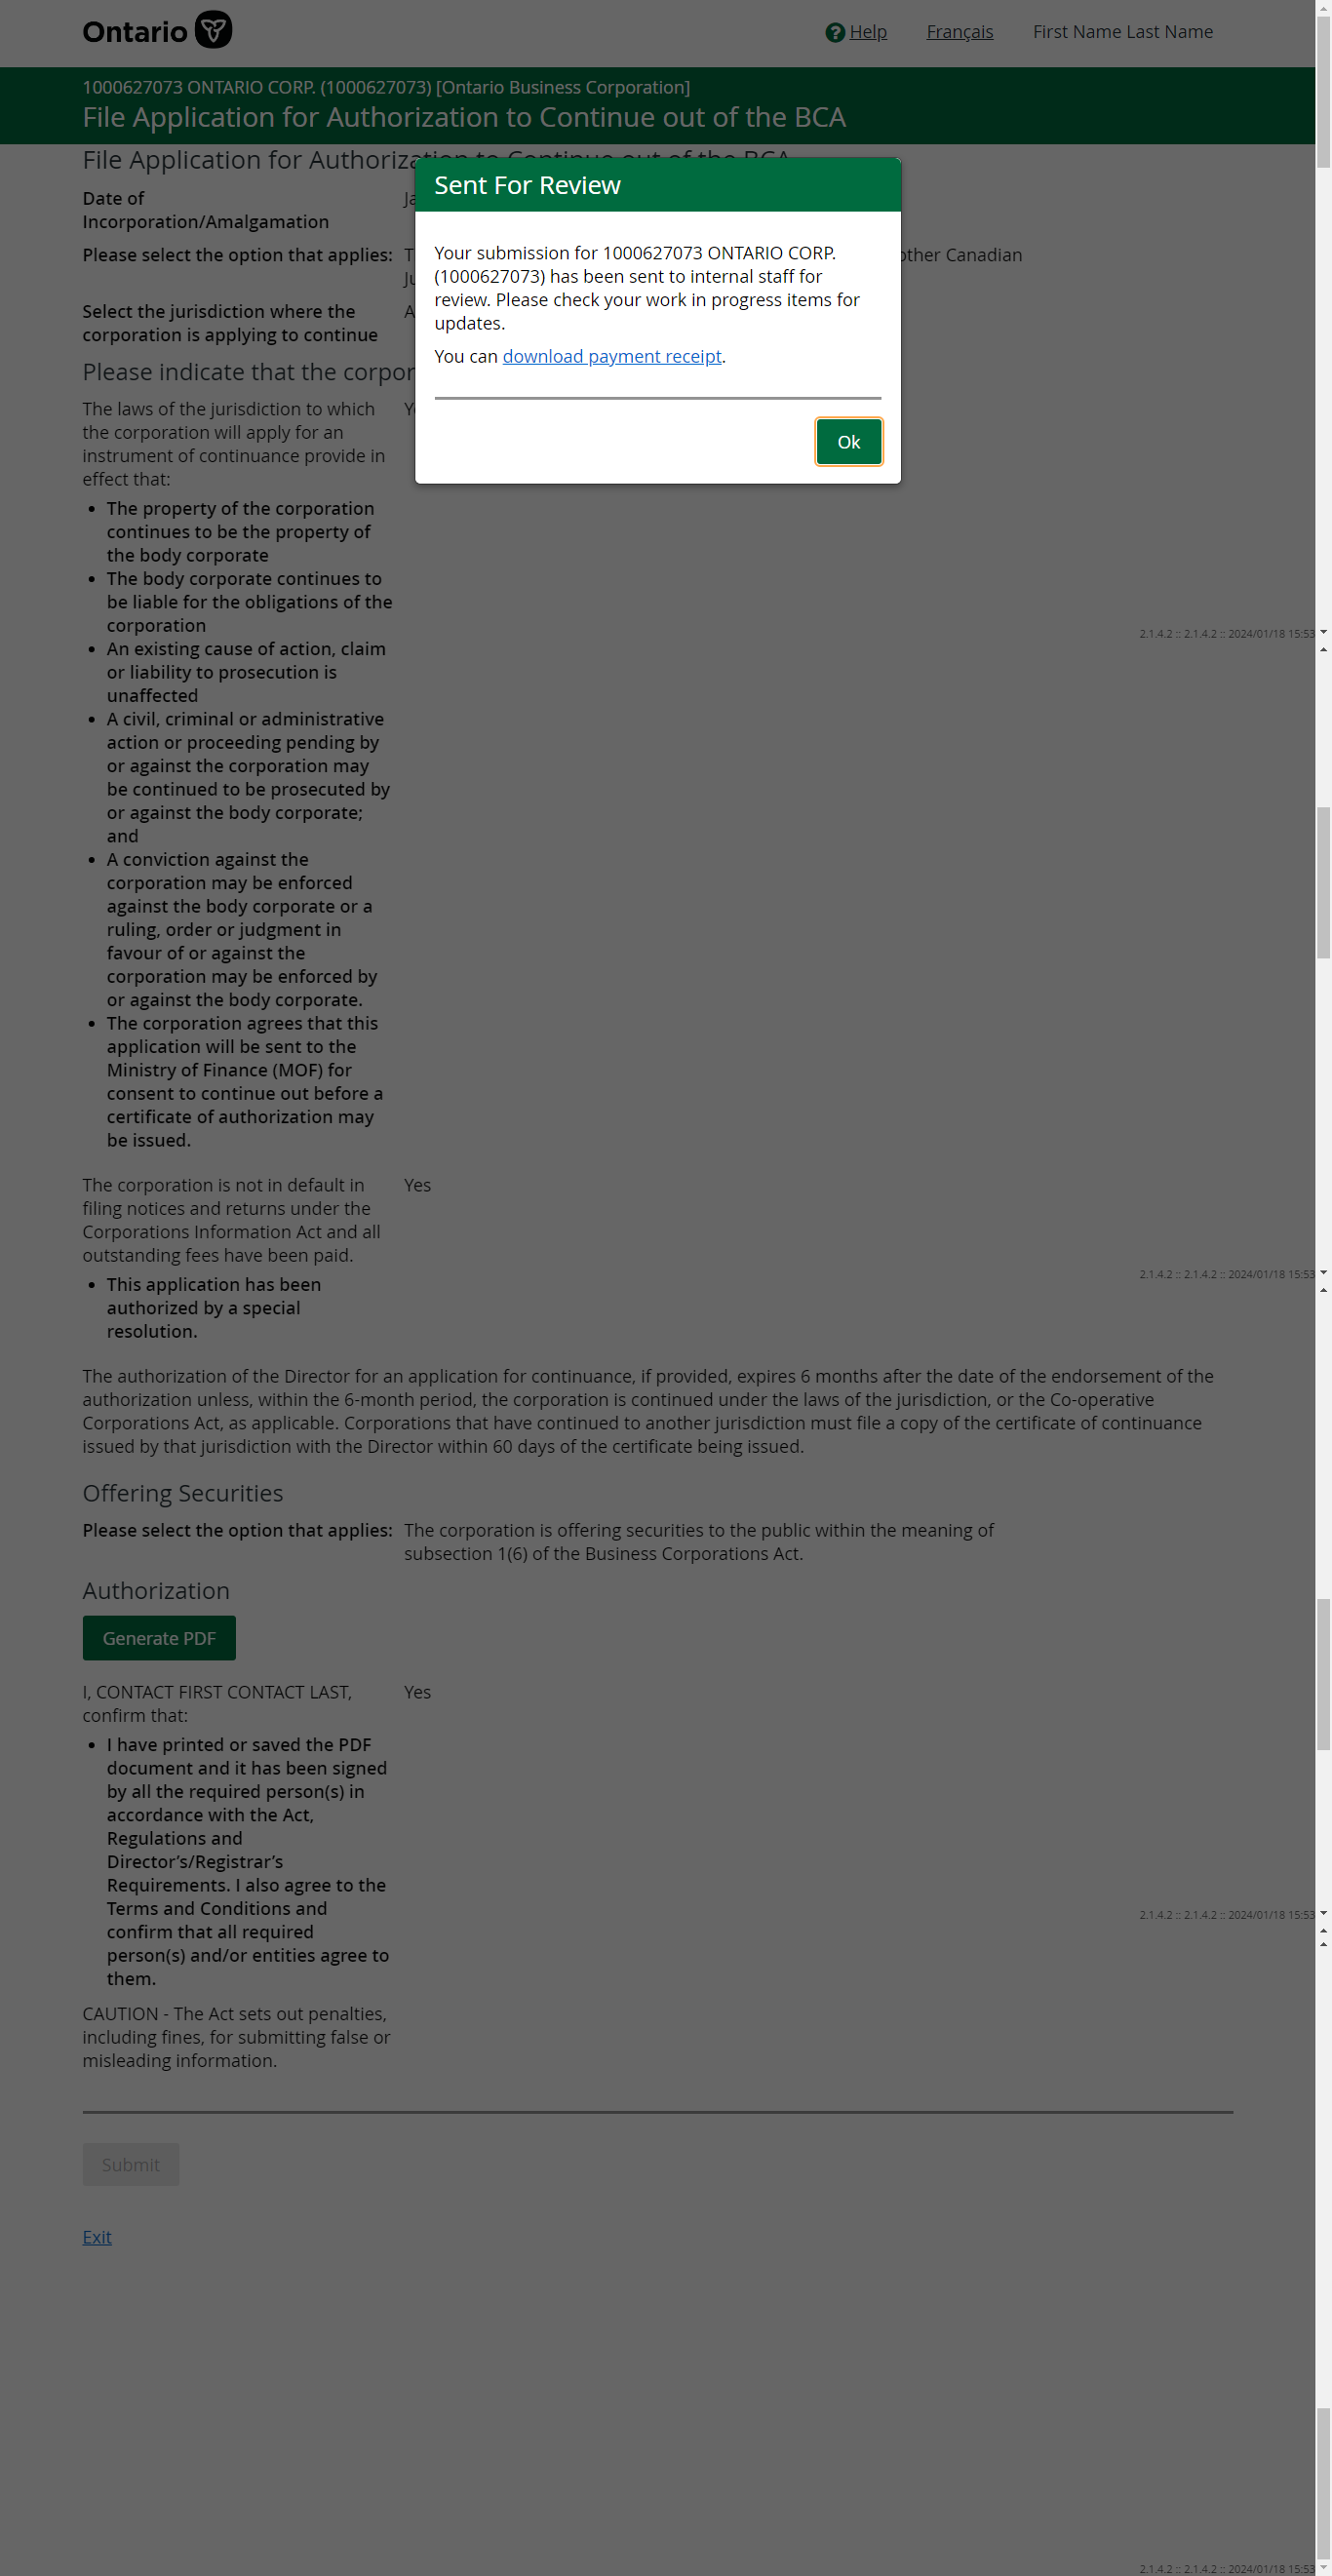 Ontario
Help Français First Name Last Name
1000627073 ONTARIO CORP. (1000627073) [Ontario Business Corporation]
File Application for Authorization to Continue out of the BCA
File Application for Authorization to Continue out of the BCA
Sent For Review
Your submission for 1000627073 ONTARIO CORP.
(1000627073) has been sent to internal staff for
review. Please check your work in progress items for
updates.
You can download payment receipt.
Ok
Date of
Incorporation/Amalgamation
Please select the option that applies:
other Canadian
Select the jurisdiction where the
corporation is applying to continue
Please indicate that the corpor
The laws of the jurisdiction to which
the corporation will apply for an
instrument of continuance provide in
effect that:
• The property of the corporation
continues to be the property of
the body corporate
• The body corporate continues to
be liable for the obligations of the
corporation
2.1.4.2 :: 2.1.4.2 :: 2024/01/18 15:53
• An existing cause of action, claim
or liability to prosecution is
unaffected
• A civil, criminal or administrative
action or proceeding pending by
or against the corporation may
be continued to be prosecuted by
or against the body corporate;
and
• A conviction against the
corporation may be enforced
against the body corporate or a
ruling, order or judgment in
favour of or against the
corporation may be enforced by
or against the body corporate.
• The corporation agrees that this
application will be sent to the
Ministry of Finance (MOF) for
consent to continue out before a
certificate of authorization may
be issued.
The corporation is not in default in Yes
filing notices and returns under the
Corporations Information Act and all
outstanding fees have been paid.
2.1.4.2 :: 2.1.4.2 :: 2024/01/18 15:53
• This application has been
authorized by a special
resolution.
The authorization of the Director for an application for continuance, if provided, expires 6 months after the date of the endorsement of the
authorization unless, within the 6-month period, the corporation is continued under the laws of the jurisdiction, or the Co-operative
Corporations Act, as applicable. Corporations that have continued to another jurisdiction must file a copy of the certificate of continuance
issued by that jurisdiction with the Director within 60 days of the certificate being issued.
Offering Securities
Please select the option that applies: The corporation is offering securities to the public within the meaning of
subsection 1(6) of the Business Corporations Act.
Authorization
Generate PDF
I, CONTACT FIRST CONTACT LAST, Yes
confirm that:
• I have printed or saved the PDF
document and it has been signed
by all the required person(s) in
accordance with the Act,
Regulations and
Director’s/Registrar’s
Requirements. I also agree to the
Terms and Conditions and
2.1.4.2 :: 2.1.4.2 :: 2024/01/18 15:53
confirm that all required
person(s) and/or entities agree to
them.
CAUTION - The Act sets out penalties,
including fines, for submitting false or
misleading information.
Submit
Exit
2.1.4.2 :: 2.1.4.2 :: 2024/01/18 15:53